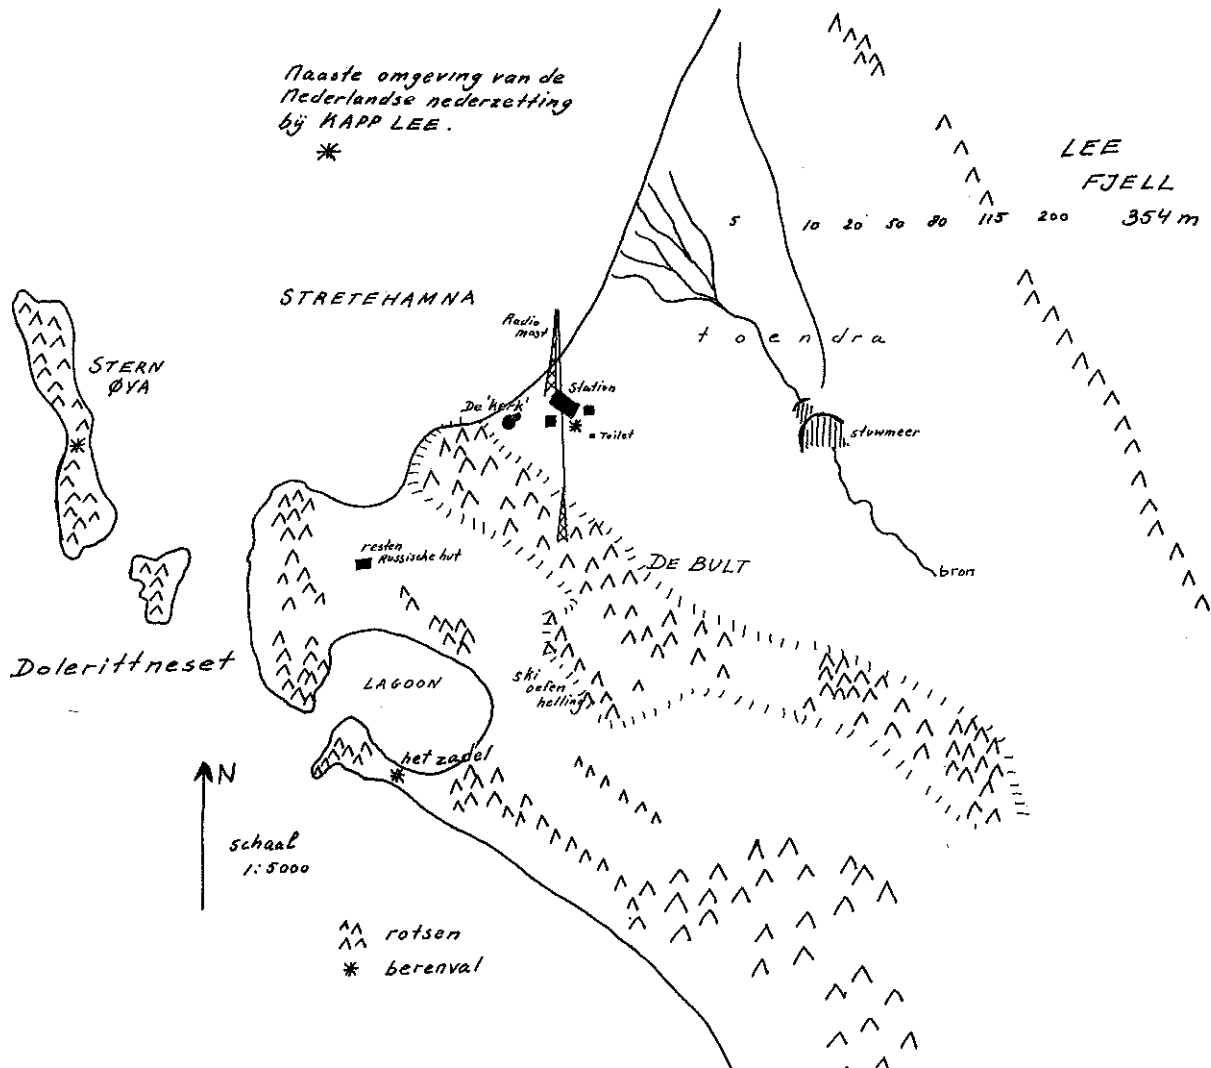 Naaste omgeving van de
Nederlandse nederzetting
bij KAPP LEE.
LEE
FJELL
5 10 20 50 80 115 200 354 m
STRETEHAMNA
Radio
mast
toendra
STERN
ØYA
Station
De 'Kerk'
Toilet
stuwmeer
resten
Russische hut
DE BULT
bron
Dolerittneset
LAGOON
ski
oefen
helling
het zadel
N
schaal
1:5000
rotsen
berenval